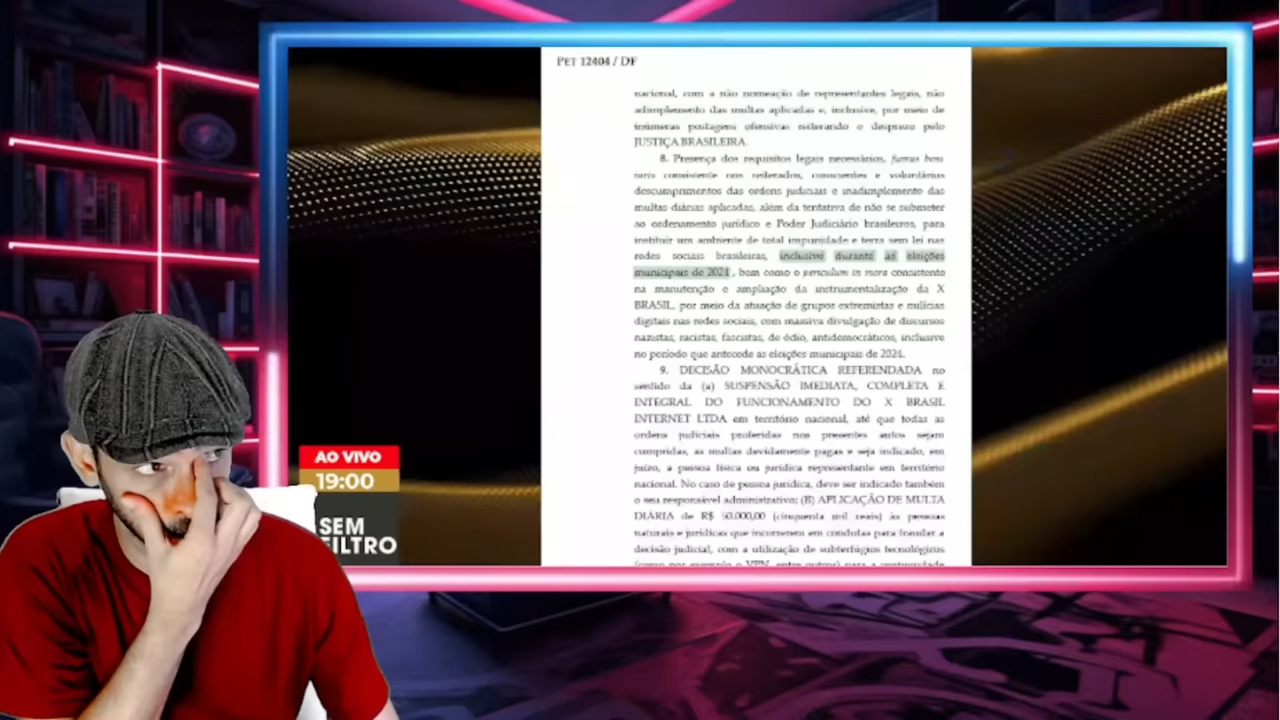 PET 12404 / DF
nacional, com a não nomeação de representantes legais, não
adimplemento das multas aplicadas e, inclusive, por meio de
inúmeras postagens ofensivas reiterando o desprezo pelo
JUSTIÇA BRASILEIRA.
8. Presença dos requisitos legais necessários, fumus boni
iuris consistente nos reiterados, conscientes e voluntários
descumprimentos das ordens judiciais e inadimplemento das
multas diárias aplicadas, além da tentativa de não se submeter
ao ordenamento jurídico e Poder Judiciário brasileiros, para
instituir um ambiente de total impunidade e terra sem lei nas
redes sociais brasileiras, inclusive durante as eleições
municipais de 2024 , bem como o periculum in mora consistente
na manutenção e ampliação da instrumentalização da X
BRASIL, por meio da atuação de grupos extremistas e milícias
digitais nas redes sociais, com massiva divulgação de discursos
nazistas, racistas, fascistas, de ódio, antidemocráticos, inclusive
no período que antecede as eleições municipais de 2024.
9. DECISÃO MONOCRÁTICA REFERENDADA no
sentido da (a) SUSPENSÃO IMEDIATA, COMPLETA E
INTEGRAL DO FUNCIONAMENTO DO X BRASIL
INTERNET LTDA em território nacional, até que todas as
ordens judiciais proferidas nos presentes autos sejam
cumpridas, as multas devidamente pagas e seja indicado, em
juízo, a pessoa física ou jurídica representante em território
nacional. No caso de pessoa jurídica, deve ser indicado também
o seu responsável administrativo; (B) APLICAÇÃO DE MULTA
DIÁRIA de R$ 50.000,00 (cinquenta mil reais) às pessoas
naturais e jurídicas que incorrerem em condutas para fraudar a
decisão judicial, com a utilização de subterfúgios tecnológicos
(como por exemplo o VPN, entre outros) para a continuidade
AO VIVO
19:00
SEM
FILTRO